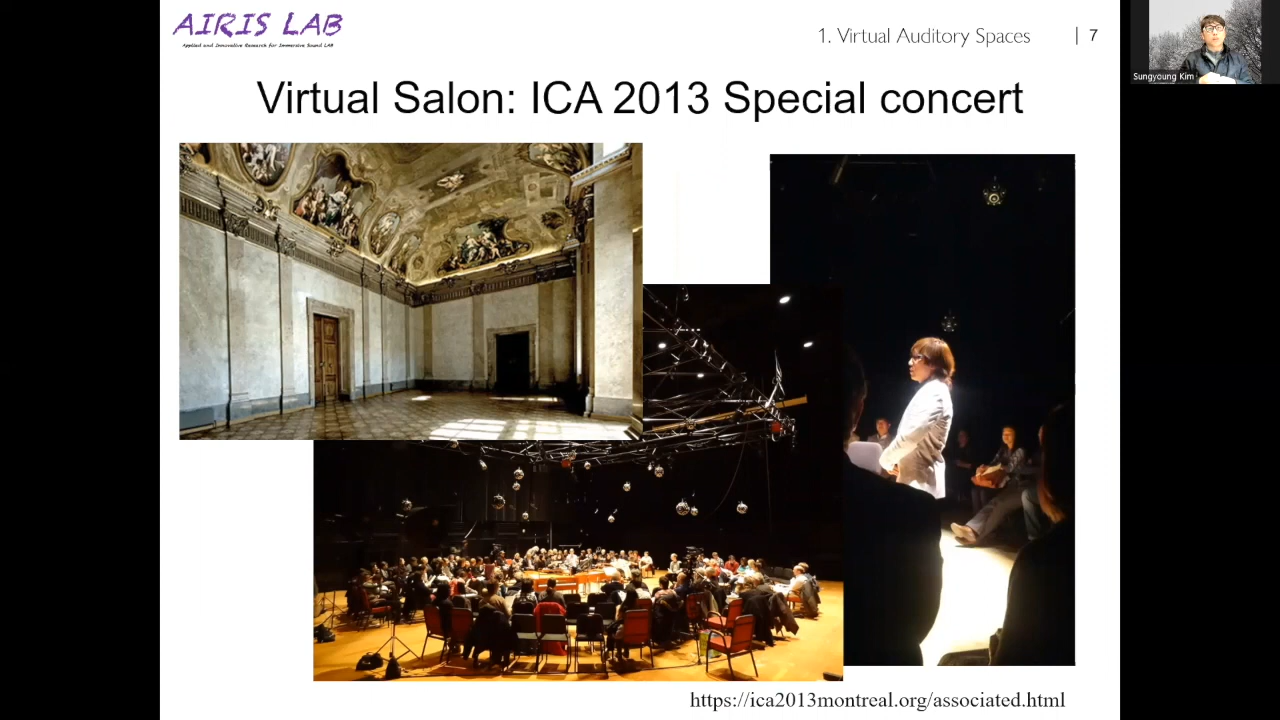 AIRIS LAB
Applied and Innovative Research for Immersive Sound LAB
1. Virtual Auditory Spaces | 7
Sungyoung Kim
Virtual Salon: ICA 2013 Special concert
https://ica2013montreal.org/associated.html